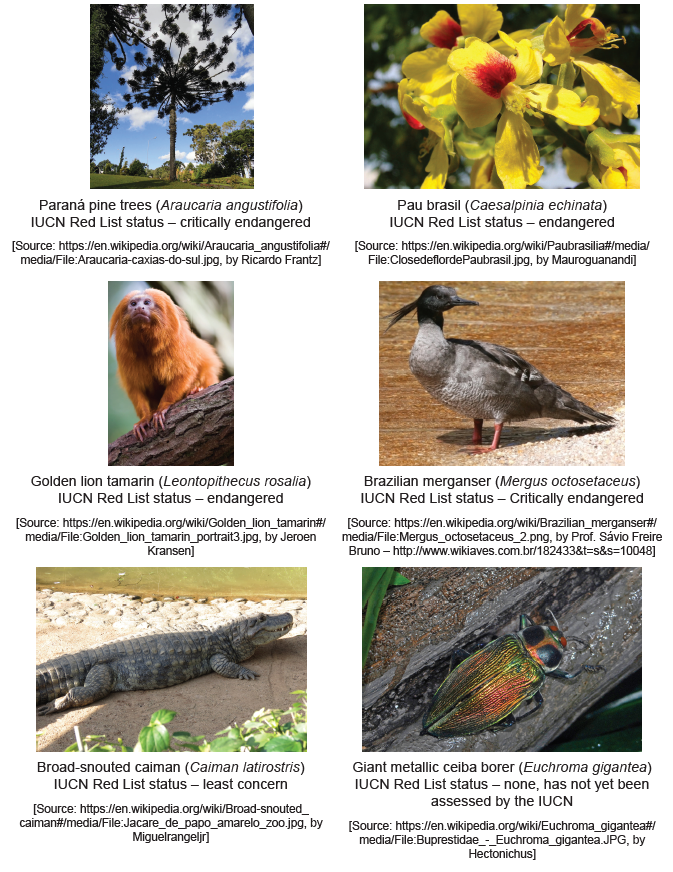 Paraná pine trees (Araucaria angustifolia)
IUCN Red List status – critically endangered
[Source: https://en.wikipedia.org/wiki/Araucaria_angustifolia#/
media/File:Araucaria-caxias-do-sul.jpg, by Ricardo Frantz]
Pau brasil (Caesalpinia echinata)
IUCN Red List status – endangered
[Source: https://en.wikipedia.org/wiki/Paubrasilia#/media/
File:ClosedeflordePaubrasil.jpg, by Mauroguanandi]
Golden lion tamarin (Leontopithecus rosalia)
IUCN Red List status – endangered
[Source: https://en.wikipedia.org/wiki/Golden_lion_tamarin#/
media/File:Golden_lion_tamarin_portrait3.jpg, by Jeroen
Kransen]
Brazilian merganser (Mergus octosetaceus)
IUCN Red List status – Critically endangered
[Source: https://en.wikipedia.org/wiki/Brazilian_merganser#/
media/File:Mergus_octosetaceus_2.png, by Prof. Sávio Freire
Bruno – http://www.wikiaves.com.br/182433&t=s&s=10048]
Broad-snouted caiman (Caiman latirostris)
IUCN Red List status – least concern
[Source: https://en.wikipedia.org/wiki/Broad-snouted_
caiman#/media/File:Jacare_de_papo_amarelo_zoo.jpg, by
Miguelrangeljr]
Giant metallic ceiba borer (Euchroma gigantea)
IUCN Red List status – none, has not yet been
assessed by the IUCN
[Source: https://en.wikipedia.org/wiki/Euchroma_gigantea#/
media/File:Buprestidae_-_Euchroma_gigantea.JPG, by
Hectonichus]